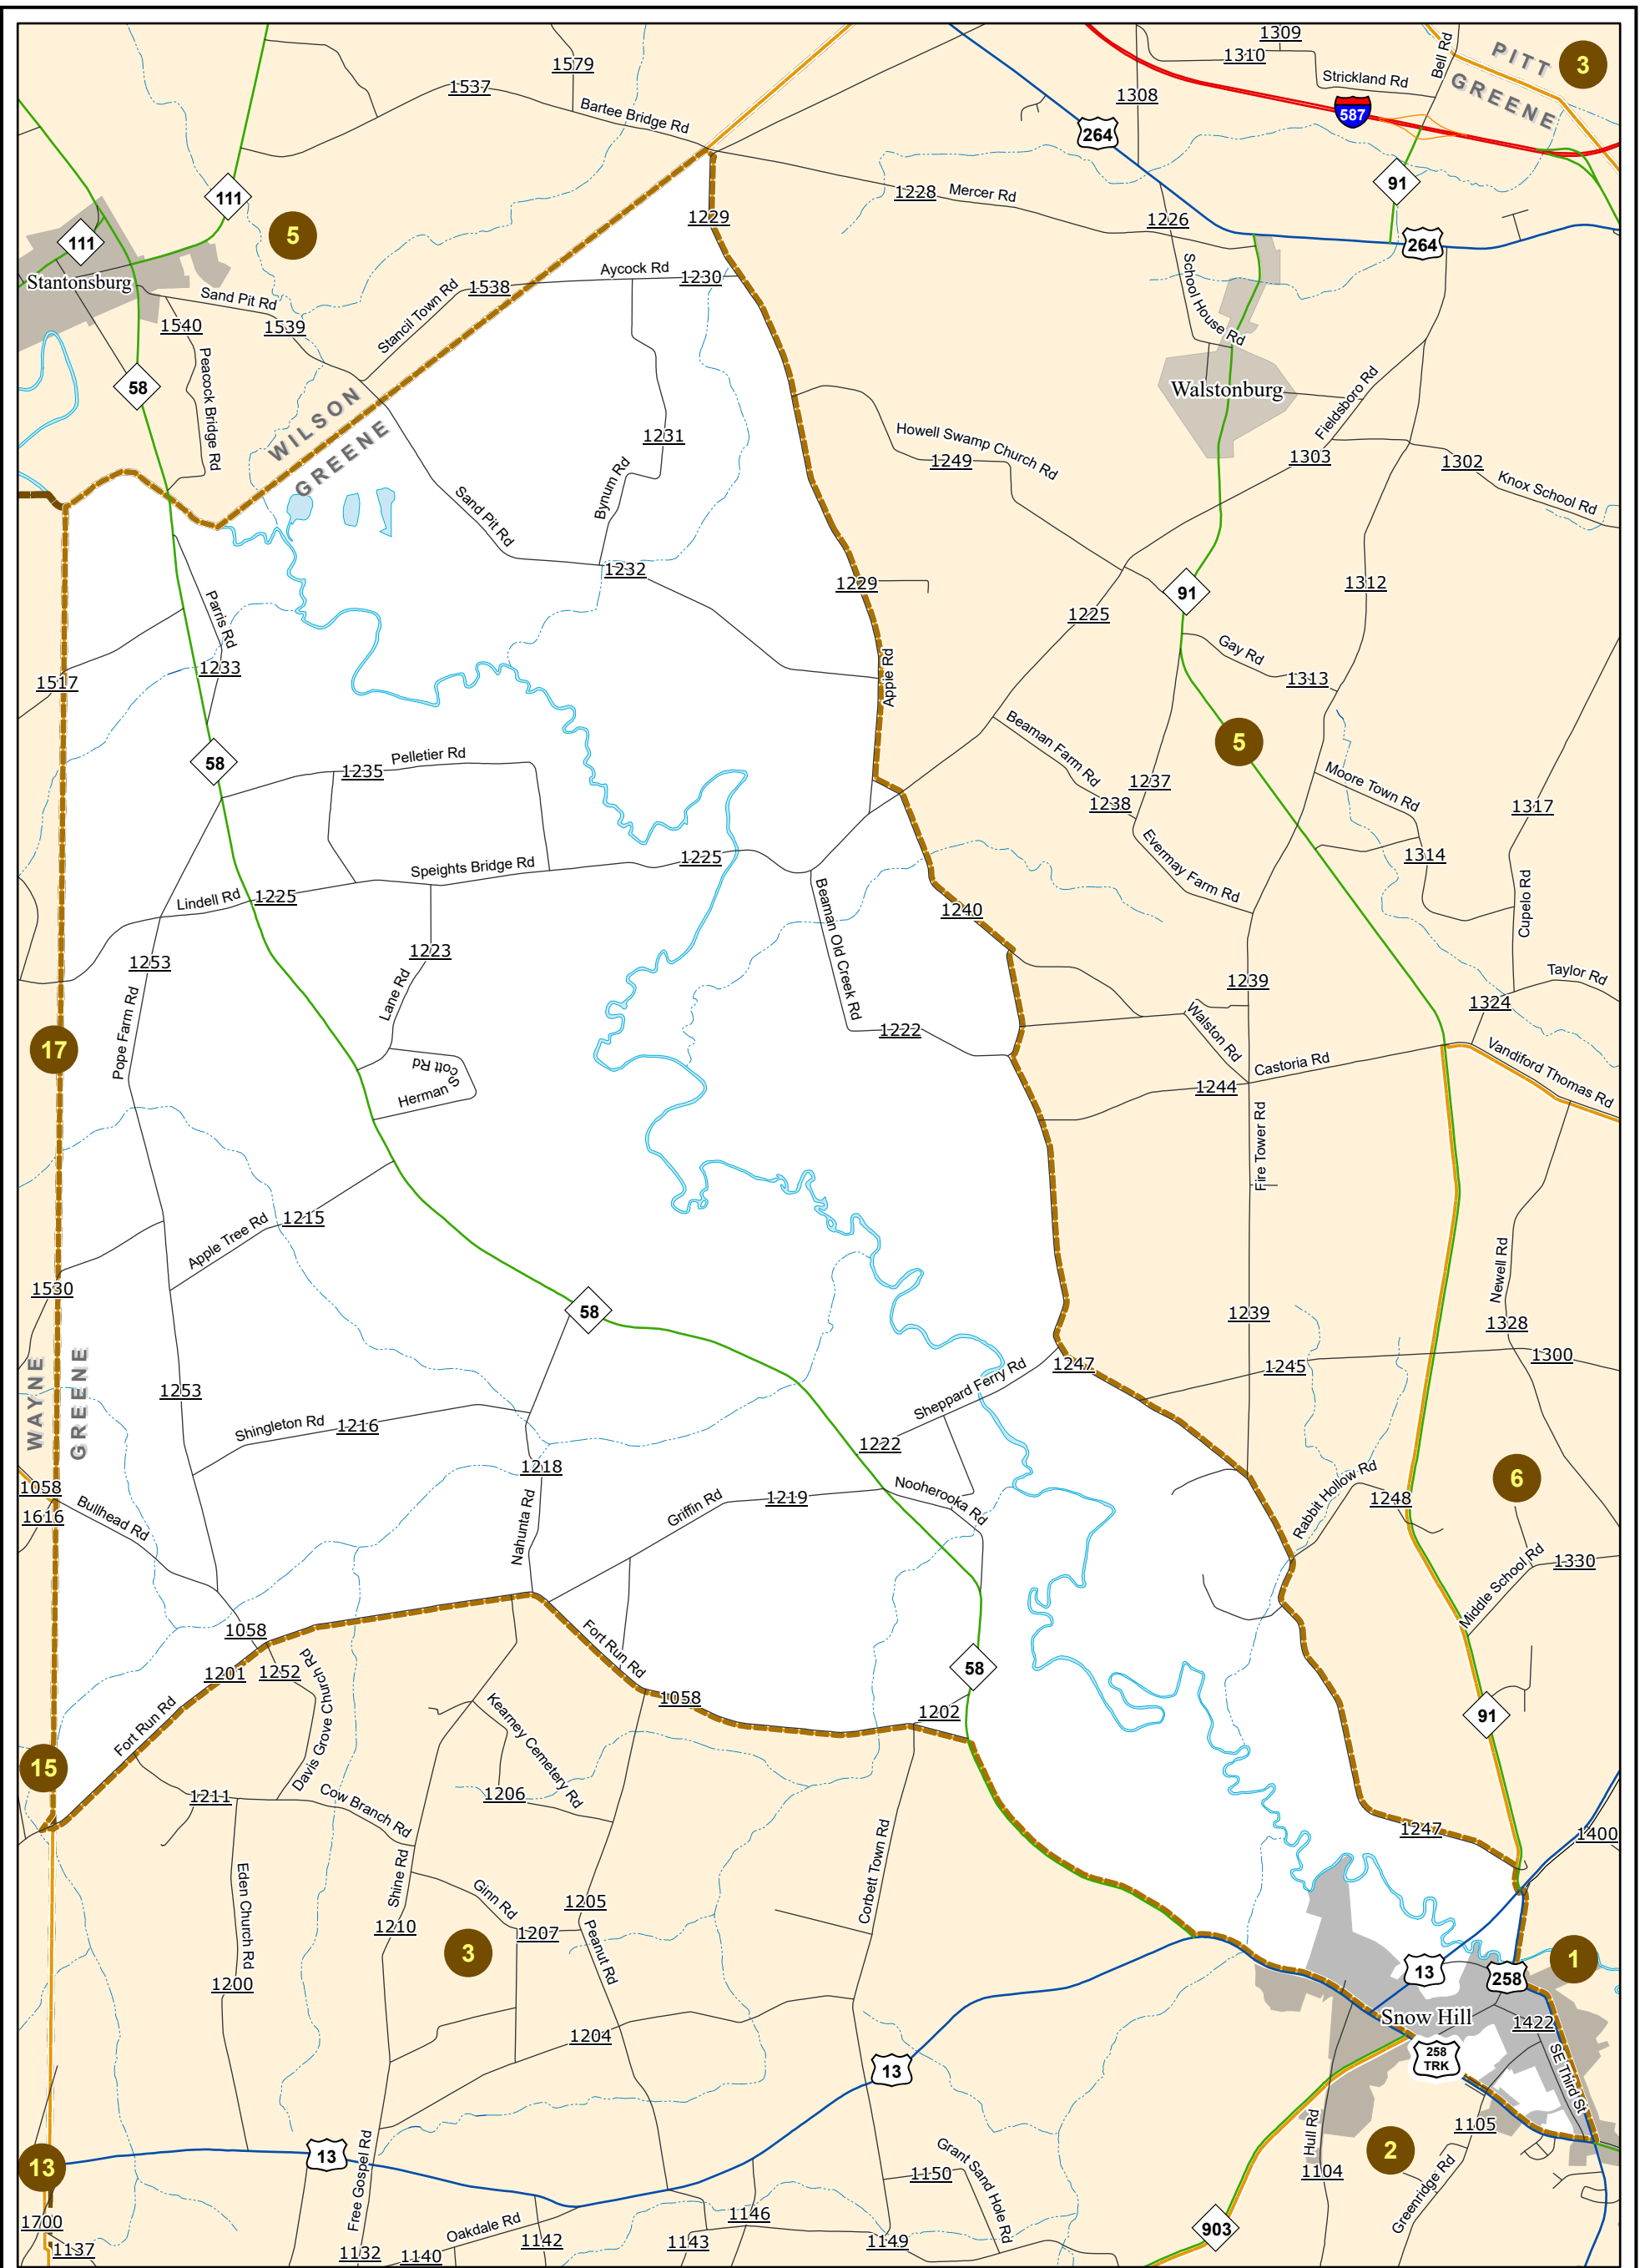 1309
1310
1579
1537
Bartee Bridge Rd
Strickland Rd
Bell Rd
PITT
GREENE
3
1308
264
587
111
5
1229
1228
Mercer Rd
91
1226
264
111
Stantonsburg
Sand Pit Rd
1538
Aycock Rd
1230
School House Rd
1540
1539
Stancil Town Rd
Peacock Bridge Rd
58
Walstonburg
Fieldsboro Rd
WILSON
GREENE
1231
Howell Swamp Church Rd
1249
1303
1302
Knox School Rd
Bynum Rd
Sand Pit Rd
1232
1229
91
1312
1225
Parris Rd
1233
1517
Appie Rd
Gay Rd
1313
58
Pelletier Rd
1235
Beaman Farm Rd
5
1237
1238
Moore Town Rd
1317
Evermay Farm Rd
1314
Speights Bridge Rd
1225
Lindell Rd
1225
Beaman Old Creek Rd
1240
Cupelo Rd
1223
1253
Lane Rd
1239
Taylor Rd
1324
17
Pope Farm Rd
1222
Walston Rd
Vandiford Thomas Rd
Castoria Rd
1244
Herman Scott Rd
Fire Tower Rd
1215
Apple Tree Rd
1530
58
Newell Rd
1239
1328
WAYNE
GREENE
1253
1247
1245
1300
Sheppard Ferry Rd
Shingleton Rd
1216
1222
1218
1058
1616
Bullhead Rd
Nahunta Rd
Griffin Rd
1219
Nooherooka Rd
Rabbit Hollow Rd
1248
6
1330
Middle School Rd
1058
1201
1252
Fort Run Rd
Davis Grove Church Rd
Fort Run Rd
58
1058
1202
Kearney Cemetery Rd
91
15
1211
Cow Branch Rd
1206
1247
1400
Eden Church Rd
Shine Rd
Ginn Rd
1205
Corbett Town Rd
1210
3
1207
Peanut Rd
1200
1
13
258
Snow Hill
1422
1204
258
TRK
SE Third St
13
13
13
Free Gospel Rd
Hull Rd
1105
2
1104
Greenridge Rd
Grant Sand Hole Rd
1150
903
1700
1137
1132
1140
Oakdale Rd
1142
1143
1146
1149